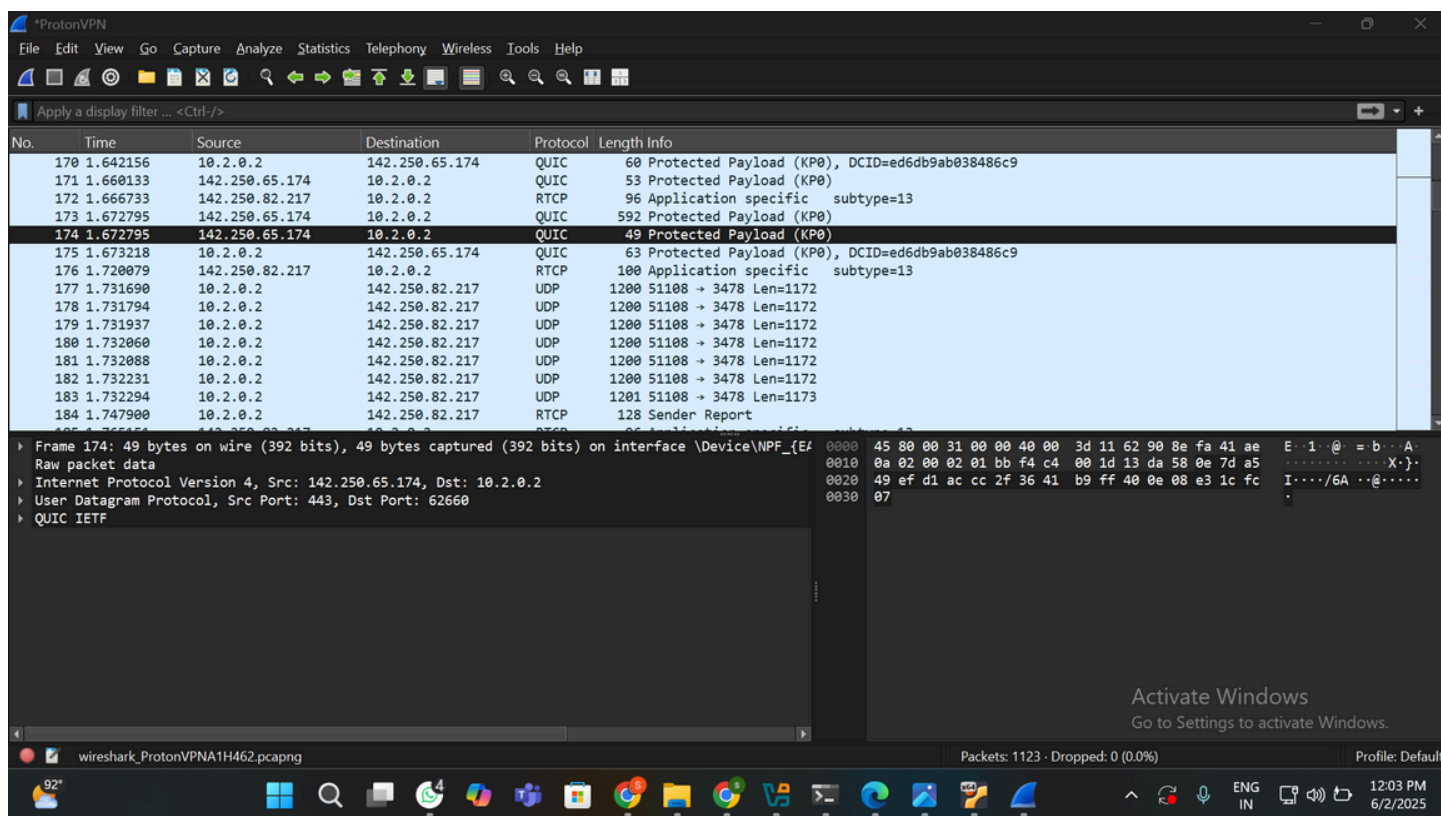 *ProtonVPN
File Edit View Go Capture Analyze Statistics Telephony Wireless Tools Help
Apply a display filter ... <Ctrl-/>
No. Time Source Destination Protocol Length Info
170 1.642156 10.2.0.2 142.250.65.174 QUIC 60 Protected Payload (KP0), DCID=ed6db9ab038486c9
171 1.660133 142.250.65.174 10.2.0.2 QUIC 53 Protected Payload (KP0)
172 1.666733 142.250.82.217 10.2.0.2 RTCP 96 Application specific subtype=13
173 1.672795 142.250.65.174 10.2.0.2 QUIC 592 Protected Payload (KP0)
174 1.672795 142.250.65.174 10.2.0.2 QUIC 49 Protected Payload (KP0)
175 1.673218 10.2.0.2 142.250.65.174 QUIC 63 Protected Payload (KP0), DCID=ed6db9ab038486c9
176 1.720079 142.250.82.217 10.2.0.2 RTCP 100 Application specific subtype=13
177 1.731690 10.2.0.2 142.250.82.217 UDP 1200 51108 → 3478 Len=1172
178 1.731794 10.2.0.2 142.250.82.217 UDP 1200 51108 → 3478 Len=1172
179 1.731937 10.2.0.2 142.250.82.217 UDP 1200 51108 → 3478 Len=1172
180 1.732060 10.2.0.2 142.250.82.217 UDP 1200 51108 → 3478 Len=1172
181 1.732088 10.2.0.2 142.250.82.217 UDP 1200 51108 → 3478 Len=1172
182 1.732231 10.2.0.2 142.250.82.217 UDP 1200 51108 → 3478 Len=1172
183 1.732294 10.2.0.2 142.250.82.217 UDP 1201 51108 → 3478 Len=1173
184 1.747900 10.2.0.2 142.250.82.217 RTCP 128 Sender Report
Frame 174: 49 bytes on wire (392 bits), 49 bytes captured (392 bits) on interface \Device\NPF_{EA
Raw packet data
Internet Protocol Version 4, Src: 142.250.65.174, Dst: 10.2.0.2
User Datagram Protocol, Src Port: 443, Dst Port: 62660
QUIC IETF
0000 45 80 00 31 00 00 40 00 3d 11 62 90 8e fa 41 ae E··1··@· =·b···A·
0010 0a 02 00 02 01 bb f4 c4 00 1d 13 da 58 0e 7d a5 ········ ····X·}·
0020 49 ef d1 ac cc 2f 36 41 b9 ff 40 0e 08 e3 1c fc I····/6A ··@·····
0030 07 ·
Activate Windows
Go to Settings to activate Windows.
wireshark_ProtonVPNA1H462.pcapng Packets: 1123 · Dropped: 0 (0.0%) Profile: Default
92° 4 ENG 12:03 PM
IN 6/2/2025